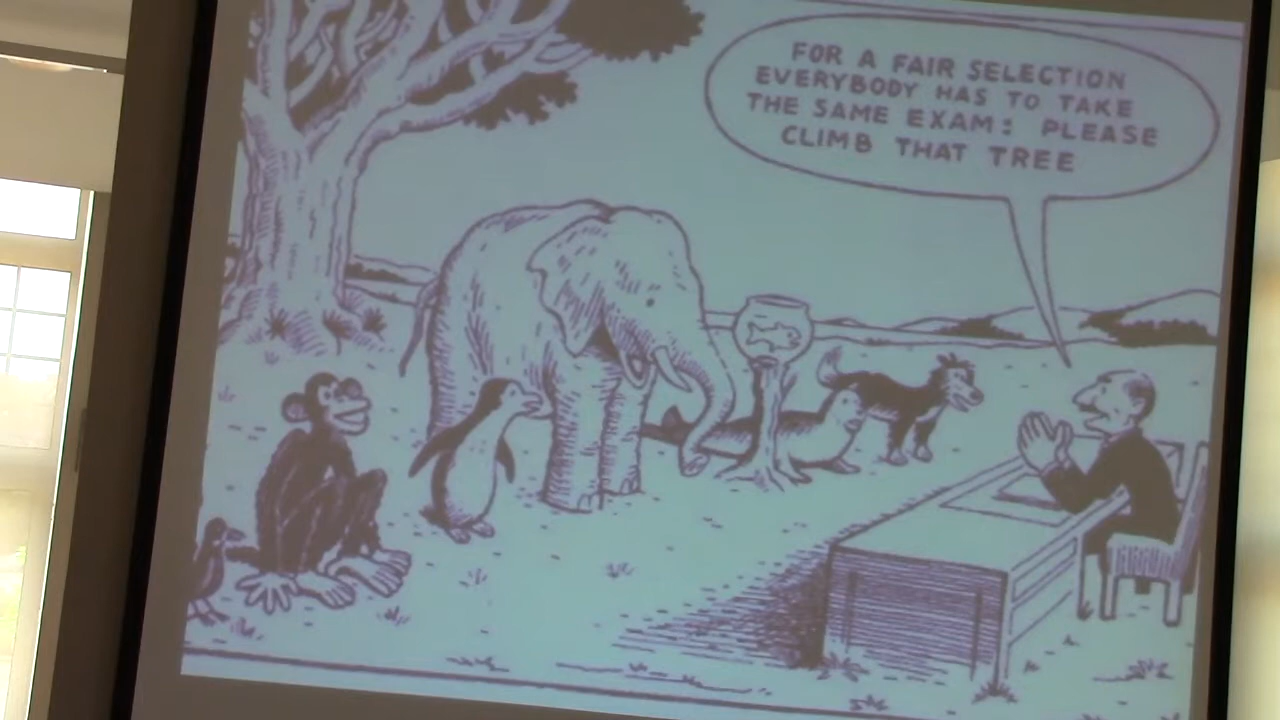 FOR A FAIR SELECTION
EVERYBODY HAS TO TAKE
THE SAME EXAM: PLEASE
CLIMB THAT TREE